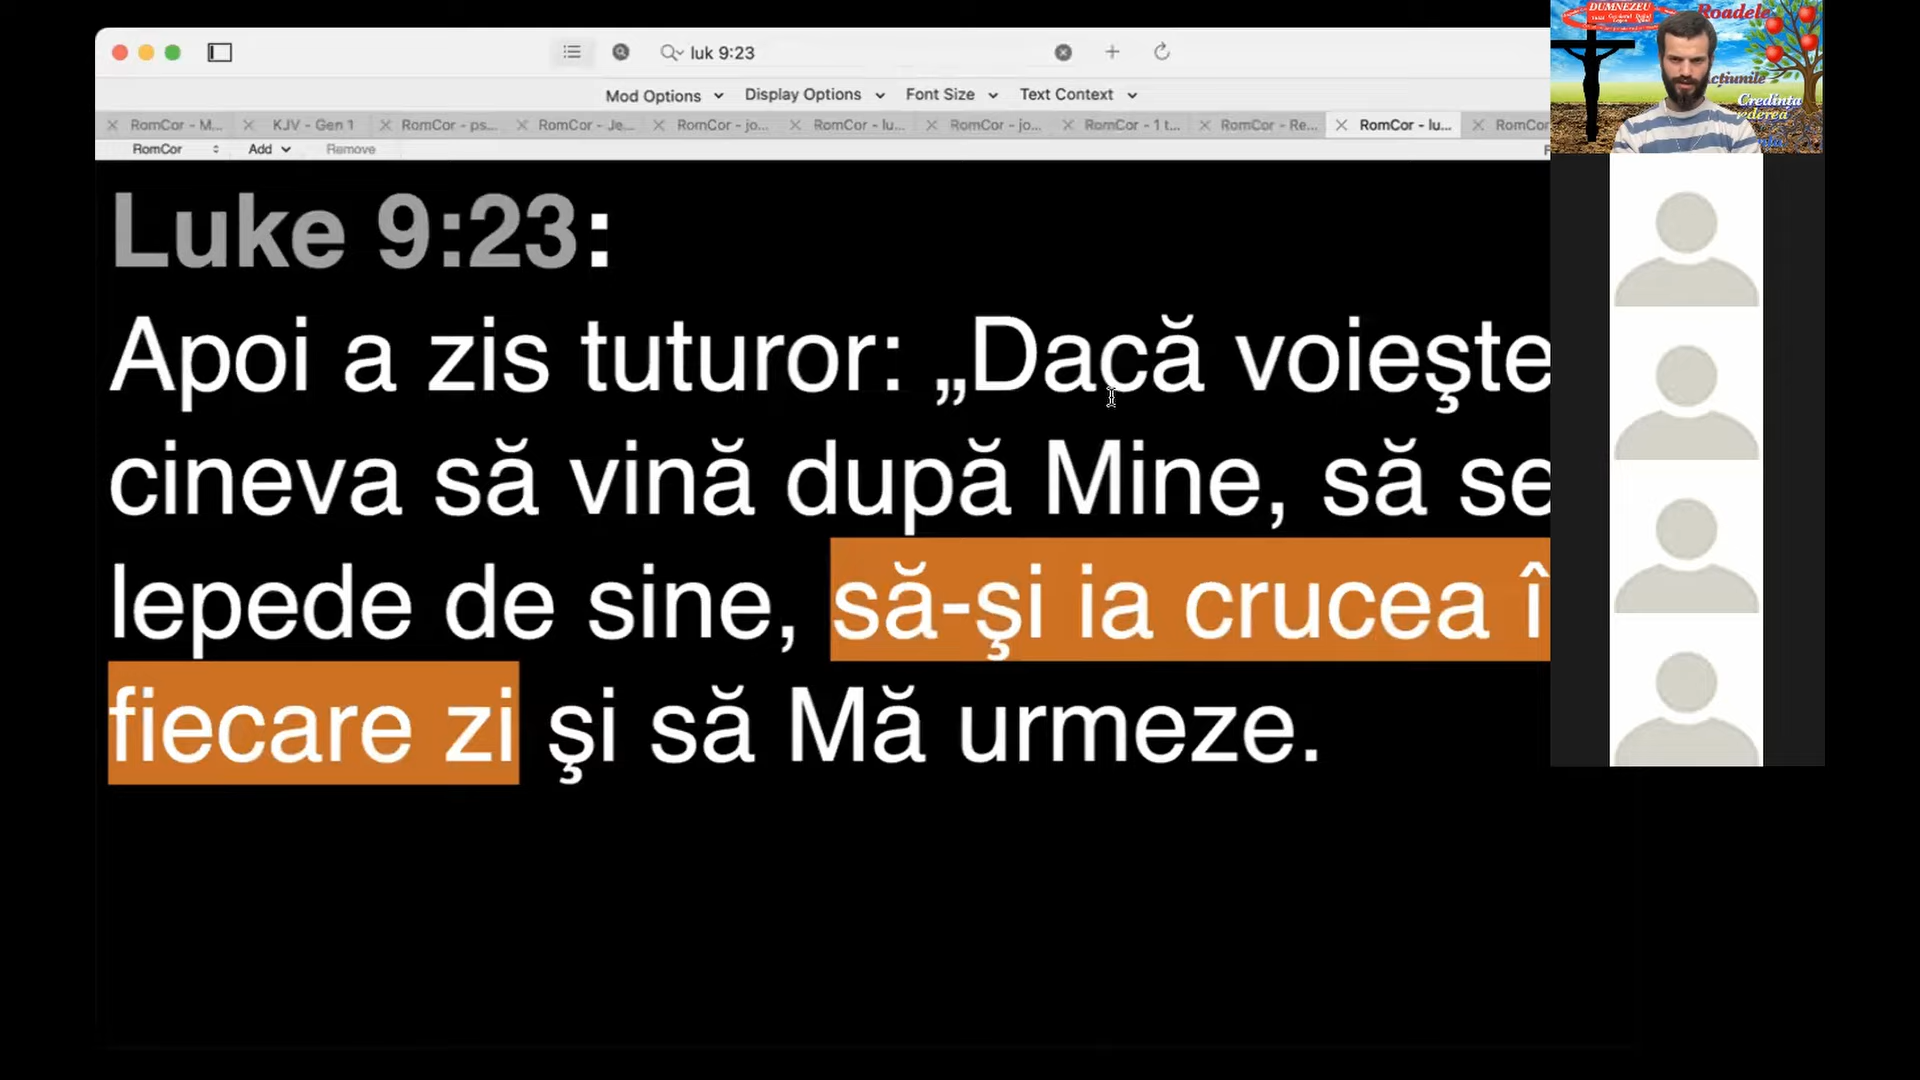 luk 9:23
Mod Options Display Options Font Size Text Context
RomCor - M... KJV - Gen 1 RomCor - ps... RomCor - Je... RomCor - jo... RomCor - lu... RomCor - jo... RomCor - 1 t... RomCor - Re... RomCor - lu... RomCor
RomCor Add Remove
Luke 9:23:
Apoi a zis tuturor: „Dacă voieşte
cineva să vină după Mine, să se
lepede de sine, să-şi ia crucea î
fiecare zi şi să Mă urmeze.
DUMNEZEU
Roadele
Acțiunile
Credința